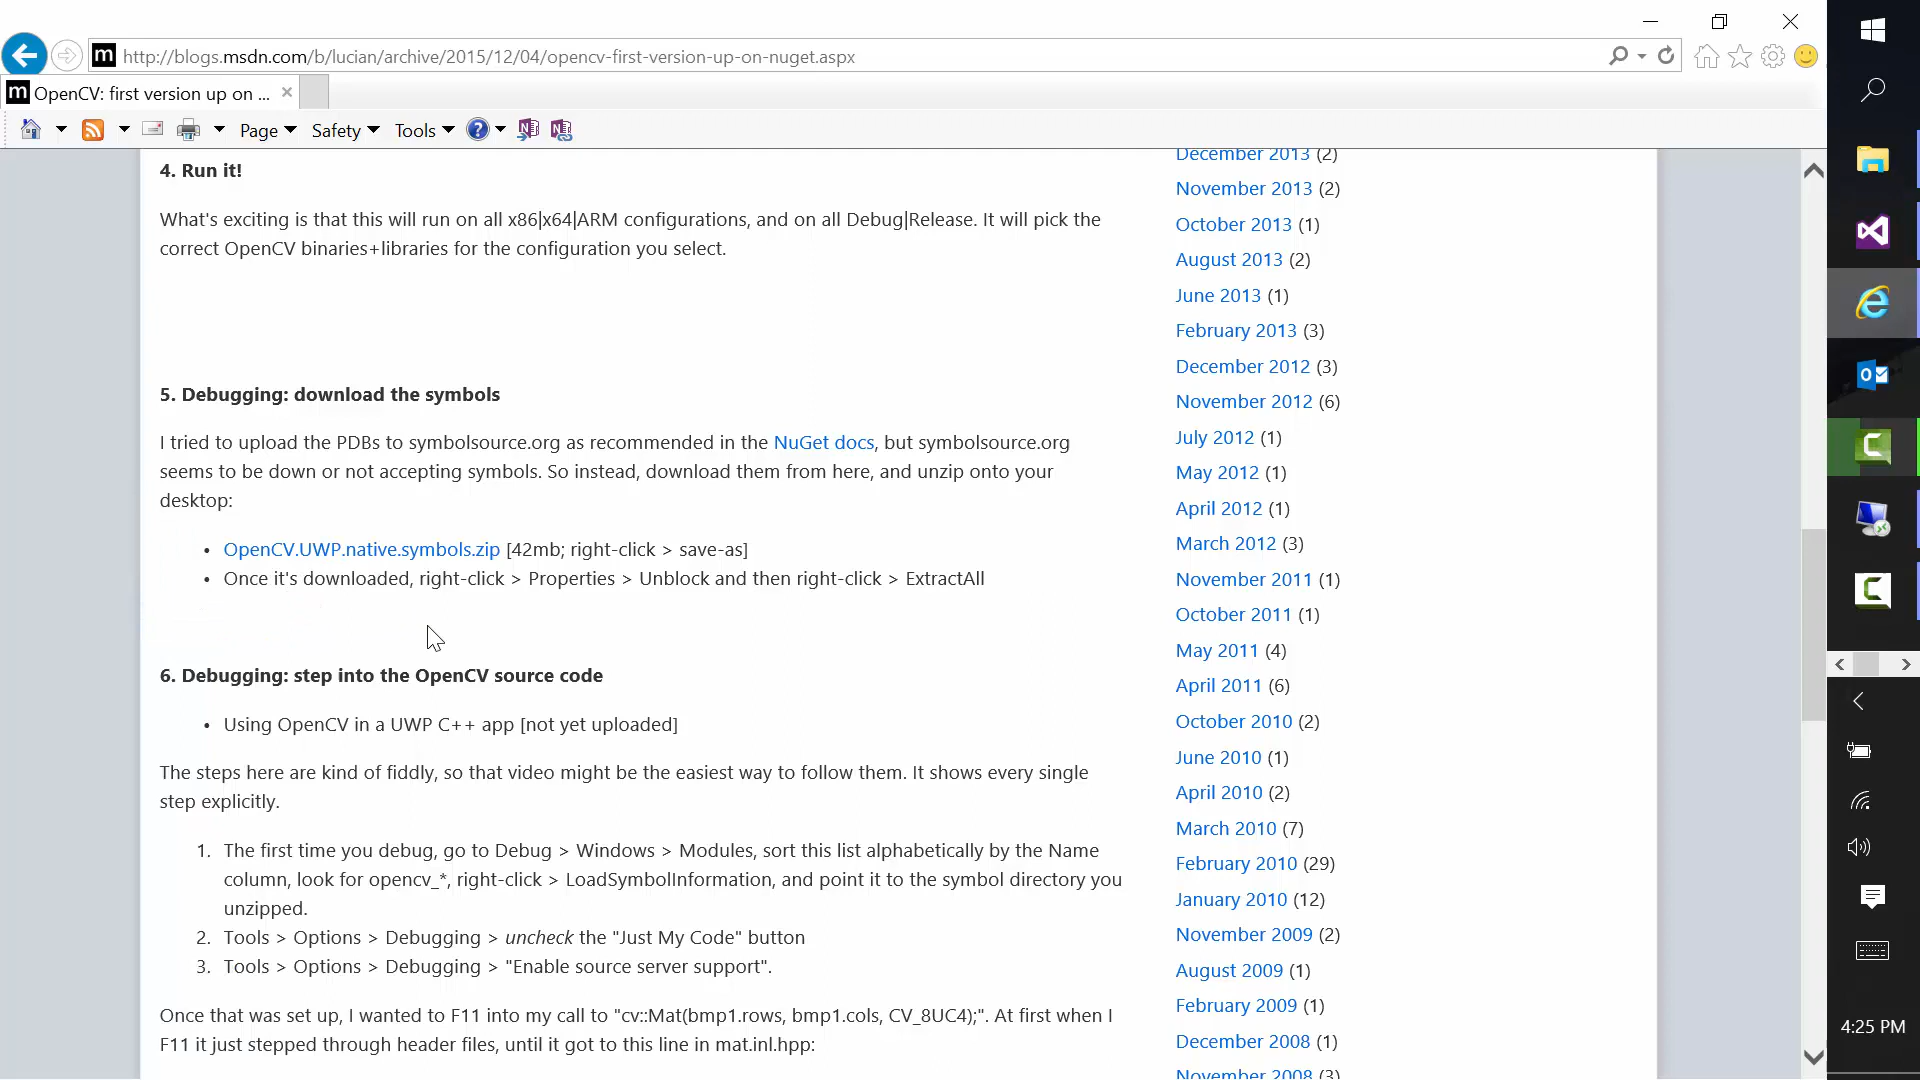 http://blogs.msdn.com/b/lucian/archive/2015/12/04/opencv-first-version-up-on-nuget.aspx
OpenCV: first version up on ...
Page
Safety
Tools
4. Run it!
What's exciting is that this will run on all x86|x64|ARM configurations, and on all Debug|Release. It will pick the
correct OpenCV binaries+libraries for the configuration you select.
5. Debugging: download the symbols
I tried to upload the PDBs to symbolsource.org as recommended in the NuGet docs, but symbolsource.org
seems to be down or not accepting symbols. So instead, download them from here, and unzip onto your
desktop:
• OpenCV.UWP.native.symbols.zip [42mb; right-click > save-as]
• Once it's downloaded, right-click > Properties > Unblock and then right-click > ExtractAll
6. Debugging: step into the OpenCV source code
• Using OpenCV in a UWP C++ app [not yet uploaded]
The steps here are kind of fiddly, so that video might be the easiest way to follow them. It shows every single
step explicitly.
1. The first time you debug, go to Debug > Windows > Modules, sort this list alphabetically by the Name
column, look for opencv_*, right-click > LoadSymbolInformation, and point it to the symbol directory you
unzipped.
2. Tools > Options > Debugging > uncheck the "Just My Code" button
3. Tools > Options > Debugging > "Enable source server support".
Once that was set up, I wanted to F11 into my call to "cv::Mat(bmp1.rows, bmp1.cols, CV_8UC4);". At first when I
F11 it just stepped through header files, until it got to this line in mat.inl.hpp:
December 2013 (2)
November 2013 (2)
October 2013 (1)
August 2013 (2)
June 2013 (1)
February 2013 (3)
December 2012 (3)
November 2012 (6)
July 2012 (1)
May 2012 (1)
April 2012 (1)
March 2012 (3)
November 2011 (1)
October 2011 (1)
May 2011 (4)
April 2011 (6)
October 2010 (2)
June 2010 (1)
April 2010 (2)
March 2010 (7)
February 2010 (29)
January 2010 (12)
November 2009 (2)
August 2009 (1)
February 2009 (1)
December 2008 (1)
November 2008 (3)
4:25 PM